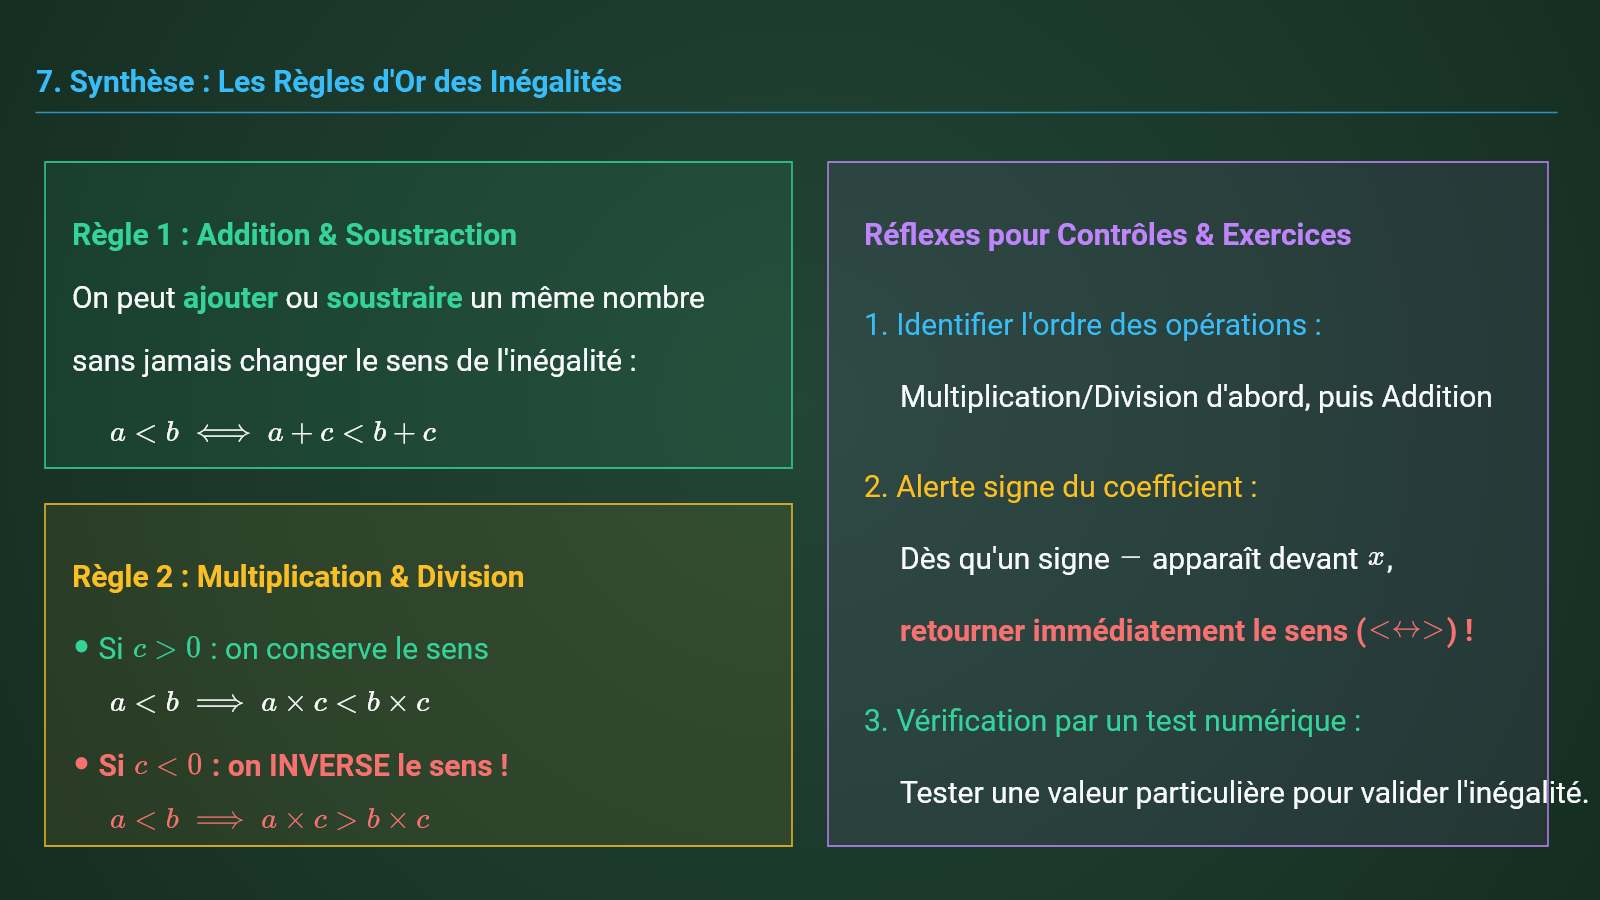 7. Synthèse : Les Règles d'Or des Inégalités
Règle 1 : Addition & Soustraction
On peut ajouter ou soustraire un même nombre
sans jamais changer le sens de l'inégalité :
a < b ⟺ a + c < b + c
Règle 2 : Multiplication & Division
• Si c > 0 : on conserve le sens
a < b ⟹ a × c < b × c
• Si c < 0 : on INVERSE le sens !
a < b ⟹ a × c > b × c
Réflexes pour Contrôles & Exercices
1. Identifier l'ordre des opérations :
Multiplication/Division d'abord, puis Addition
2. Alerte signe du coefficient :
Dès qu'un signe − apparaît devant x,
retourner immédiatement le sens (<↔>) !
3. Vérification par un test numérique :
Tester une valeur particulière pour valider l'inégalité.